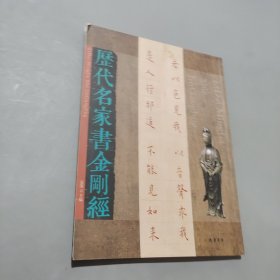 歷代名家書金剛經
若以色見我 以音聲求我
是人行邪道 不能見如來